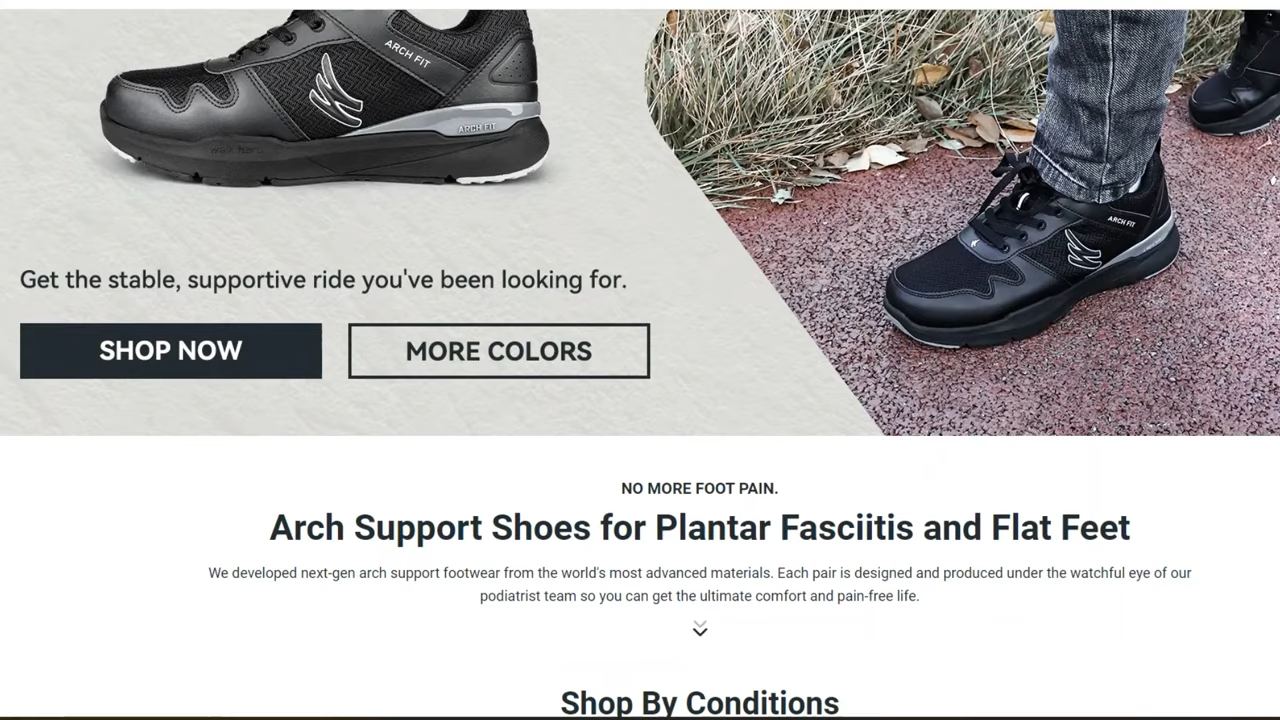 ARCH FIT
ARCH FIT
walk hero
ARCH FIT
Get the stable, supportive ride you've been looking for.
SHOP NOW
MORE COLORS
NO MORE FOOT PAIN.
Arch Support Shoes for Plantar Fasciitis and Flat Feet
We developed next-gen arch support footwear from the world's most advanced materials. Each pair is designed and produced under the watchful eye of our
podiatrist team so you can get the ultimate comfort and pain-free life.
Shop By Conditions